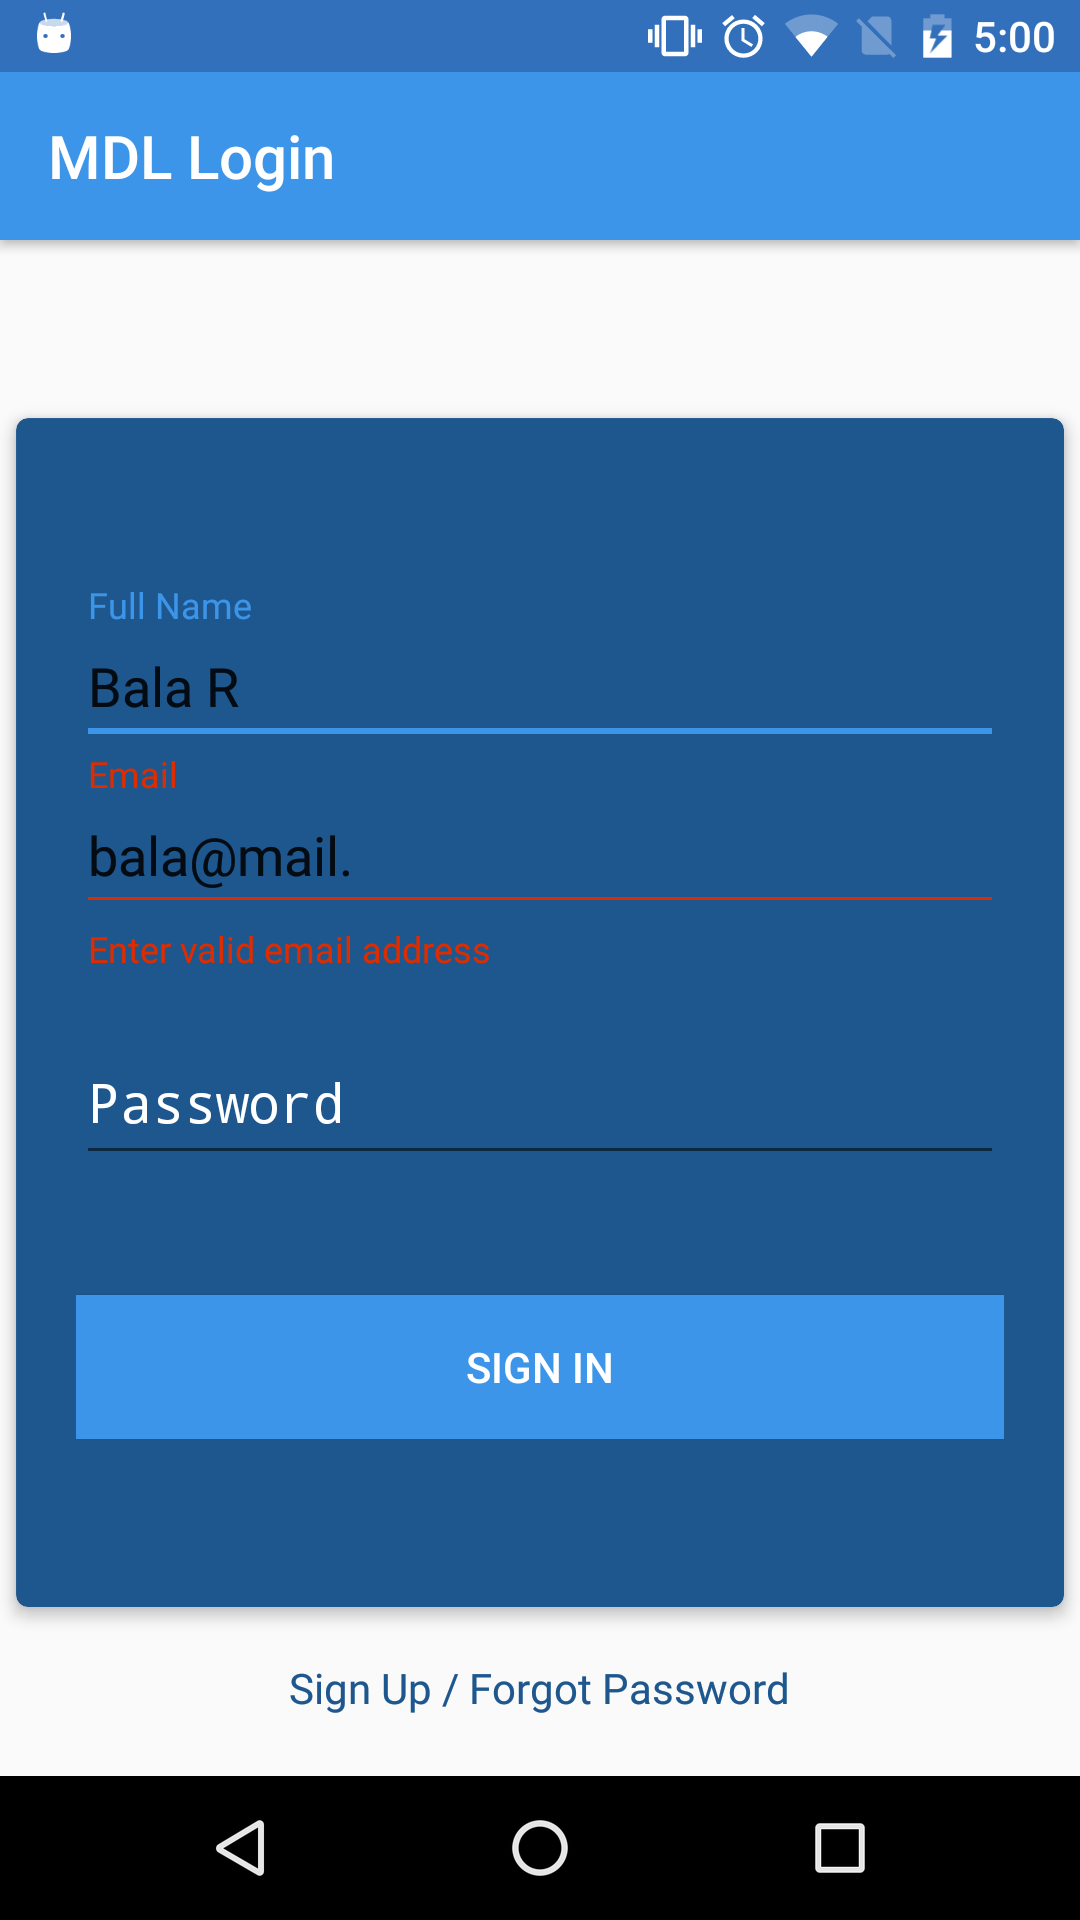 5:00
MDL Login
Full Name
Bala R
Email
bala@mail.
Enter valid email address
Password
SIGN IN
Sign Up / Forgot Password